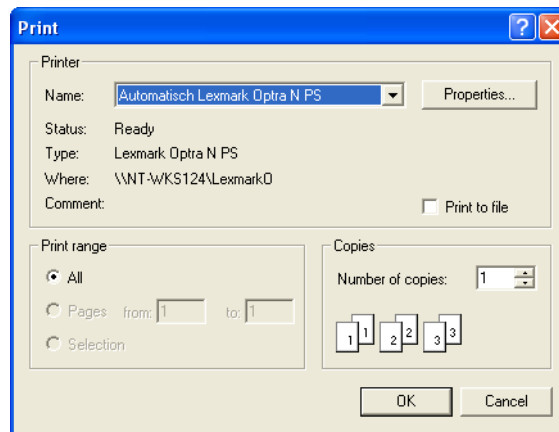 Print
Printer
Name: Automatisch Lexmark Optra N PS Properties...
Status: Ready
Type: Lexmark Optra N PS
Where: \\NT-WKS124\LexmarkO
Comment: Print to file
Print range
All
Pages from: 1 to: 1
Selection
Copies
Number of copies: 1
1 1 2 2 3 3
OK Cancel